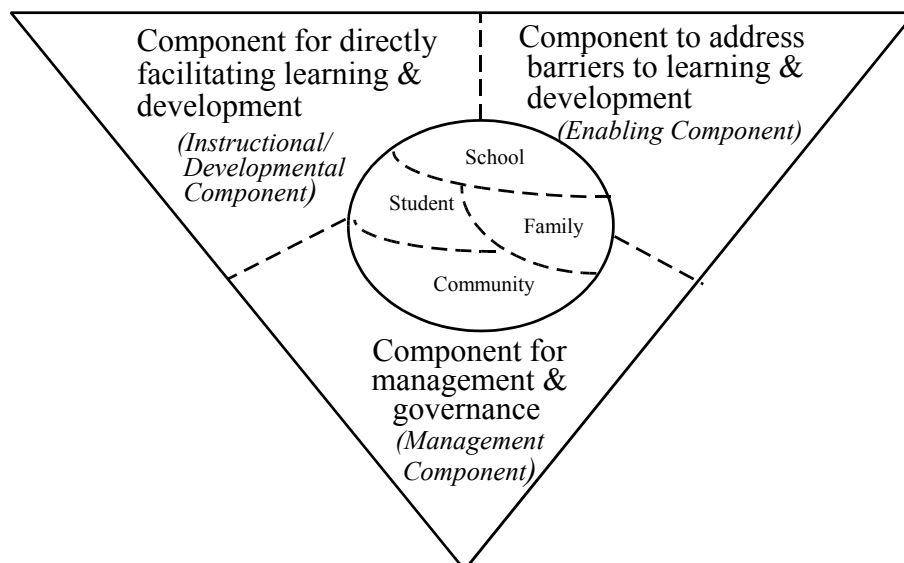 Component for directly
facilitating learning &
development
(Instructional/
Developmental
Component)
Component to address
barriers to learning &
development
(Enabling Component)
School
Student
Family
Community
Component for
management &
governance
(Management
Component)